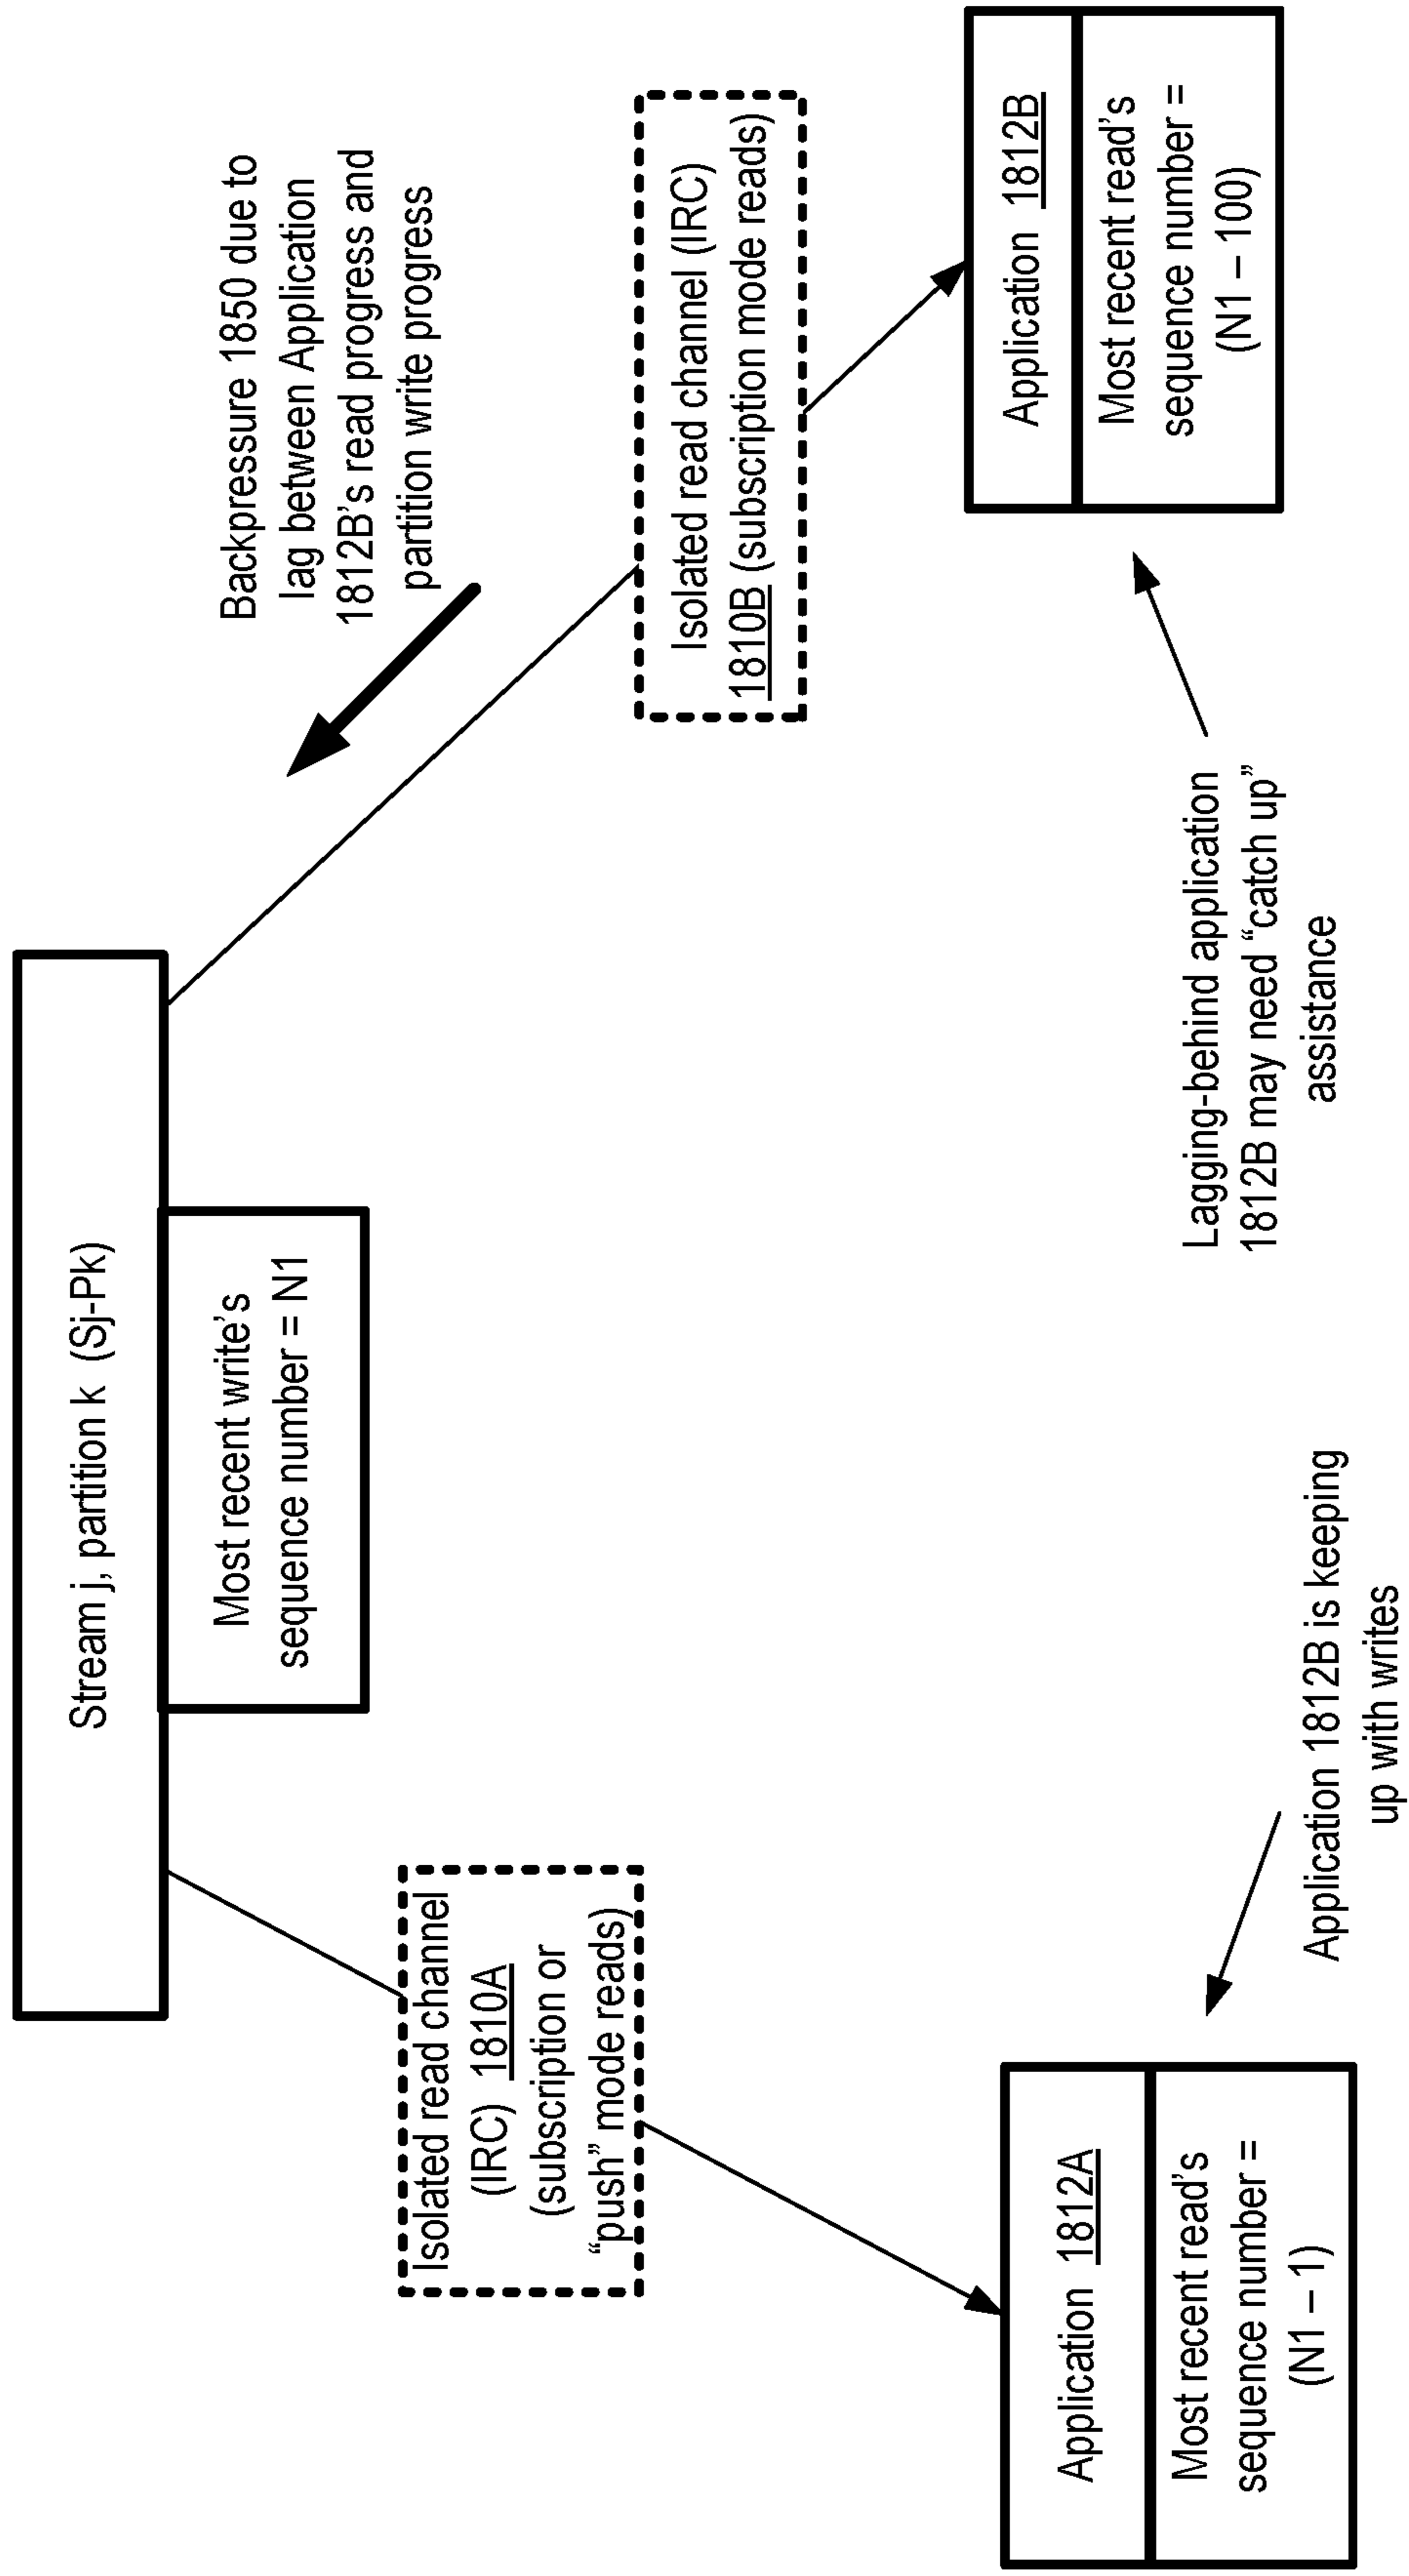 Stream j, partition k  (Sj-Pk)
Most recent write's
sequence number = N1
Backpressure 1850 due to
lag between Application
1812B's read progress and
partition write progress
Isolated read channel
(IRC)  1810A
(subscription or
“push” mode reads)
Isolated read channel (IRC)
1810B (subscription mode reads)
Application  1812A
Most recent read's
sequence number =
(N1 – 1)
Application 1812B is keeping
up with writes
Lagging-behind application
1812B may need “catch up”
assistance
Application  1812B
Most recent read's
sequence number =
(N1 – 100)